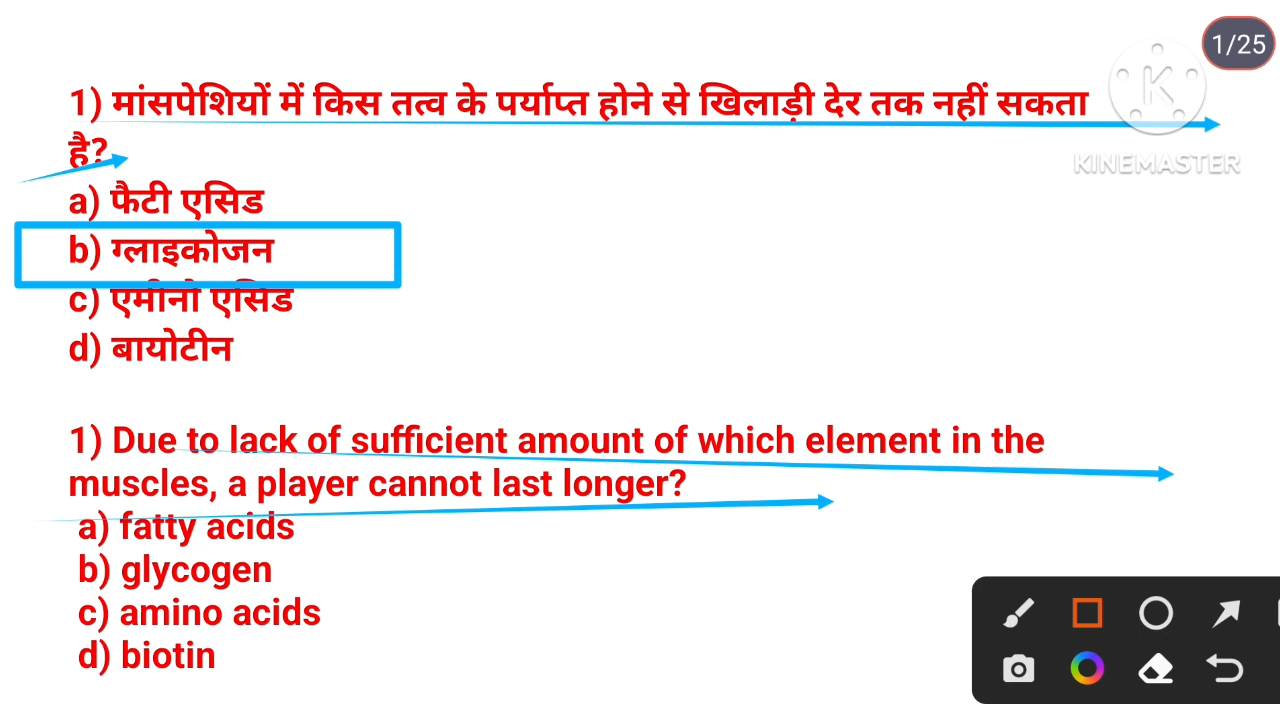 1/25
1) मांसपेशियों में किस तत्व के पर्याप्त होने से खिलाड़ी देर तक नहीं सकता
है?
KINEMASTER
a) फैटी एसिड
b) ग्लाइकोजन
c) एमीनो एसिड
d) बायोटीन
1) Due to lack of sufficient amount of which element in the
muscles, a player cannot last longer?
a) fatty acids
b) glycogen
c) amino acids
d) biotin